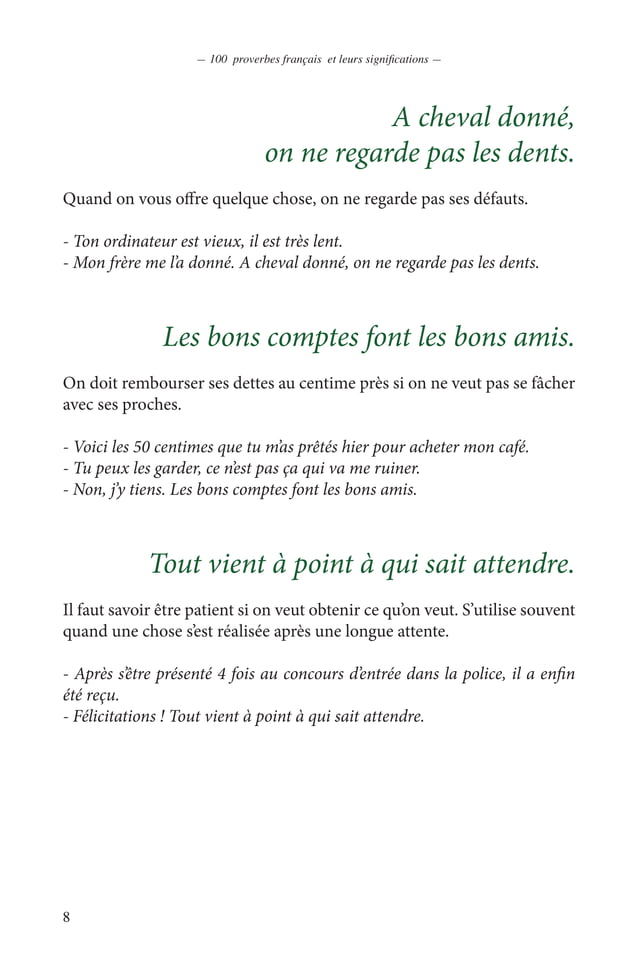 — 100 proverbes français et leurs significations —
A cheval donné,
on ne regarde pas les dents.
Quand on vous offre quelque chose, on ne regarde pas ses défauts.
- Ton ordinateur est vieux, il est très lent.
- Mon frère me l’a donné. A cheval donné, on ne regarde pas les dents.
Les bons comptes font les bons amis.
On doit rembourser ses dettes au centime près si on ne veut pas se fâcher
avec ses proches.
- Voici les 50 centimes que tu m’as prêtés hier pour acheter mon café.
- Tu peux les garder, ce n’est pas ça qui va me ruiner.
- Non, j’y tiens. Les bons comptes font les bons amis.
Tout vient à point à qui sait attendre.
Il faut savoir être patient si on veut obtenir ce qu’on veut. S’utilise souvent
quand une chose s’est réalisée après une longue attente.
- Après s’être présenté 4 fois au concours d’entrée dans la police, il a enfin
été reçu.
- Félicitations ! Tout vient à point à qui sait attendre.
8